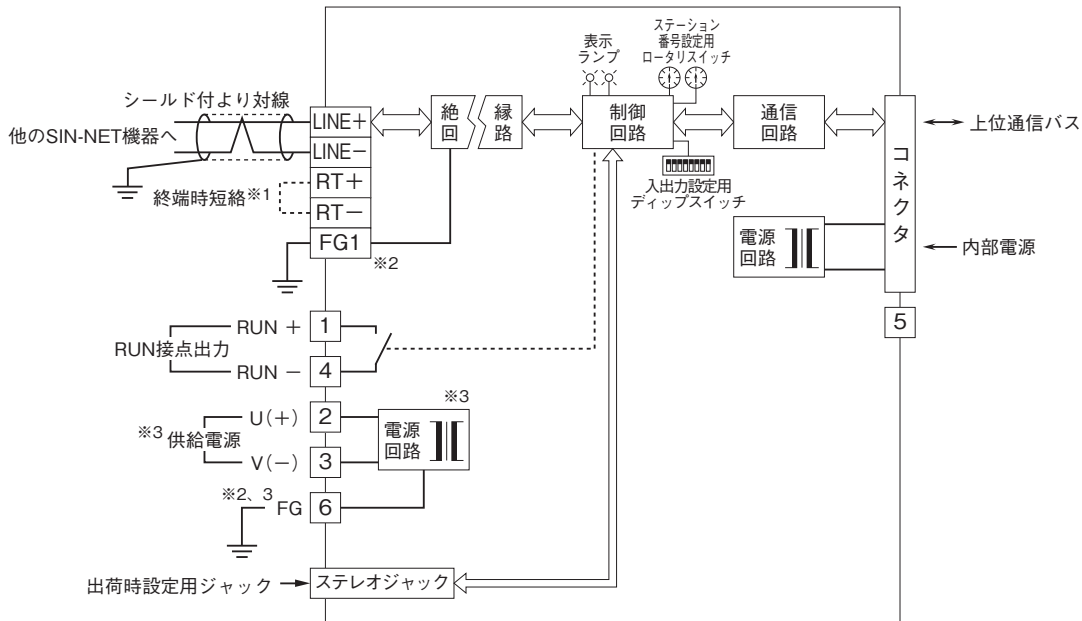 表示
ランプ
ステーション
番号設定用
ロータリスイッチ
シールド付より対線
他のSIN-NET機器へ
LINE+
LINE−
RT+
RT−
終端時短絡※1
FG1
※2
絶縁
回路
制御
回路
通信
回路
入出力設定用
ディップスイッチ
コネクタ
上位通信バス
電源
回路
内部電源
5
RUN接点出力
RUN +
1
RUN −
4
※3 供給電源
U(+)
2
V(−)
3
※3
電源
回路
※2、3
FG
6
出荷時設定用ジャック
ステレオジャック